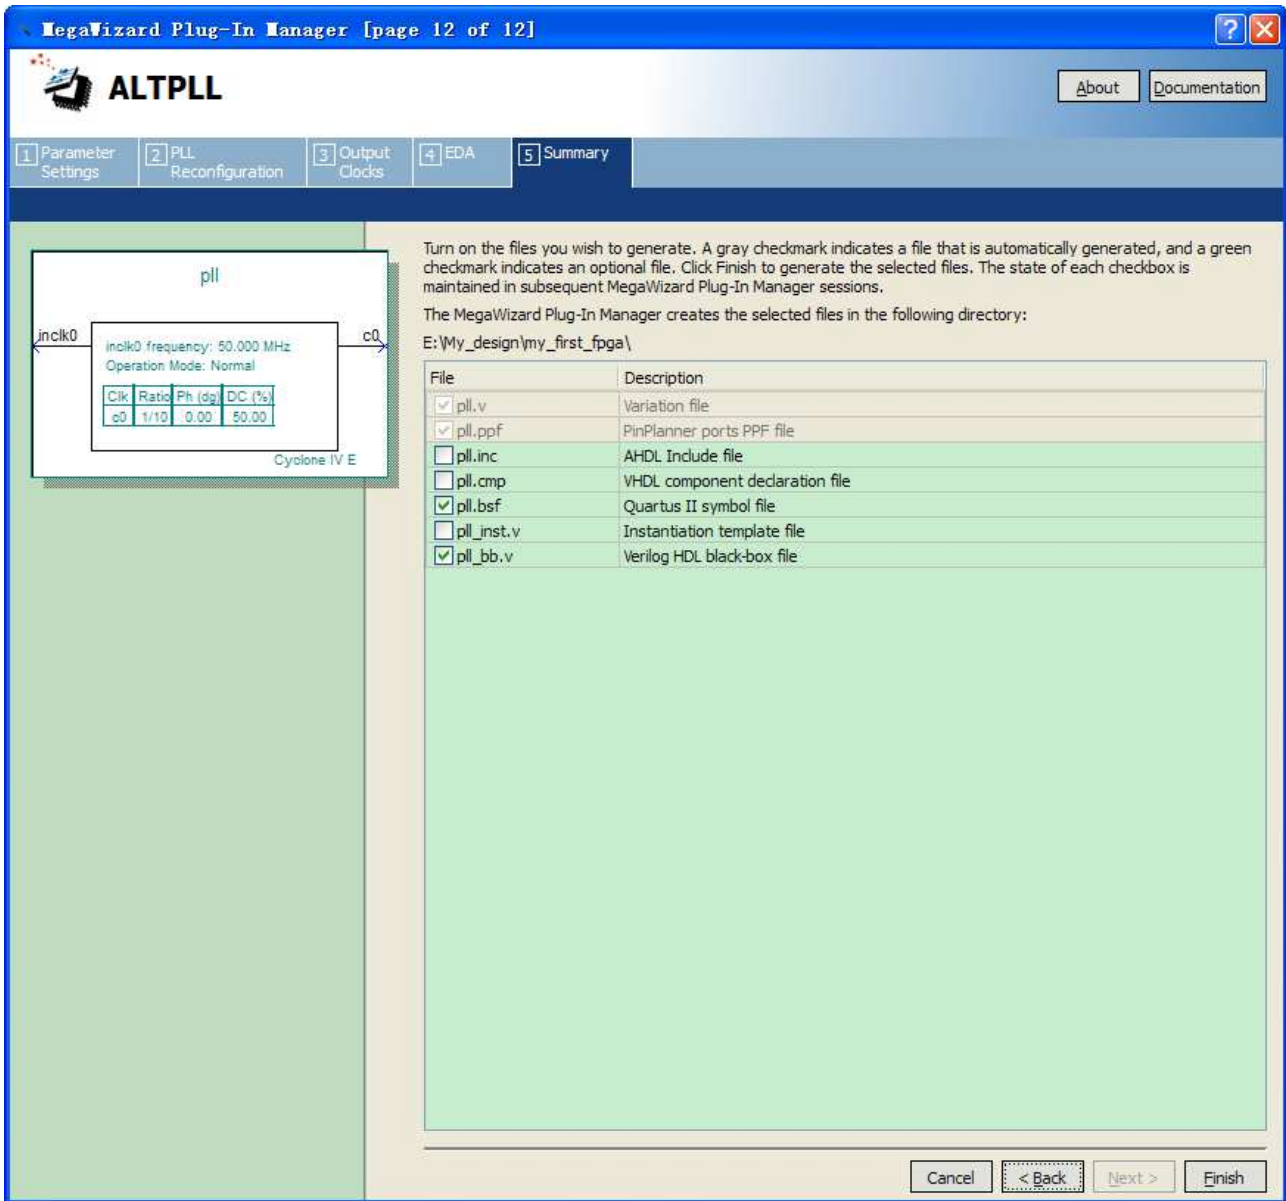 MegaWizard Plug-In Manager [page 12 of 12]
?
ALTPLL
About
Documentation
1 Parameter Settings
2 PLL Reconfiguration
3 Output Clocks
4 EDA
5 Summary
pll
inclk0
c0
inclk0 frequency: 50.000 MHz
Operation Mode: Normal
Clk Ratio Ph (dg) DC (%)
c0 1/10 0.00 50.00
Cyclone IV E
Turn on the files you wish to generate. A gray checkmark indicates a file that is automatically generated, and a green
checkmark indicates an optional file. Click Finish to generate the selected files. The state of each checkbox is
maintained in subsequent MegaWizard Plug-In Manager sessions.
The MegaWizard Plug-In Manager creates the selected files in the following directory:
E:\My_design\my_first_fpga\
File Description
pll.v Variation file
pll.ppf PinPlanner ports PPF file
pll.inc AHDL Include file
pll.cmp VHDL component declaration file
pll.bsf Quartus II symbol file
pll_inst.v Instantiation template file
pll_bb.v Verilog HDL black-box file
Cancel
< Back
Next >
Finish